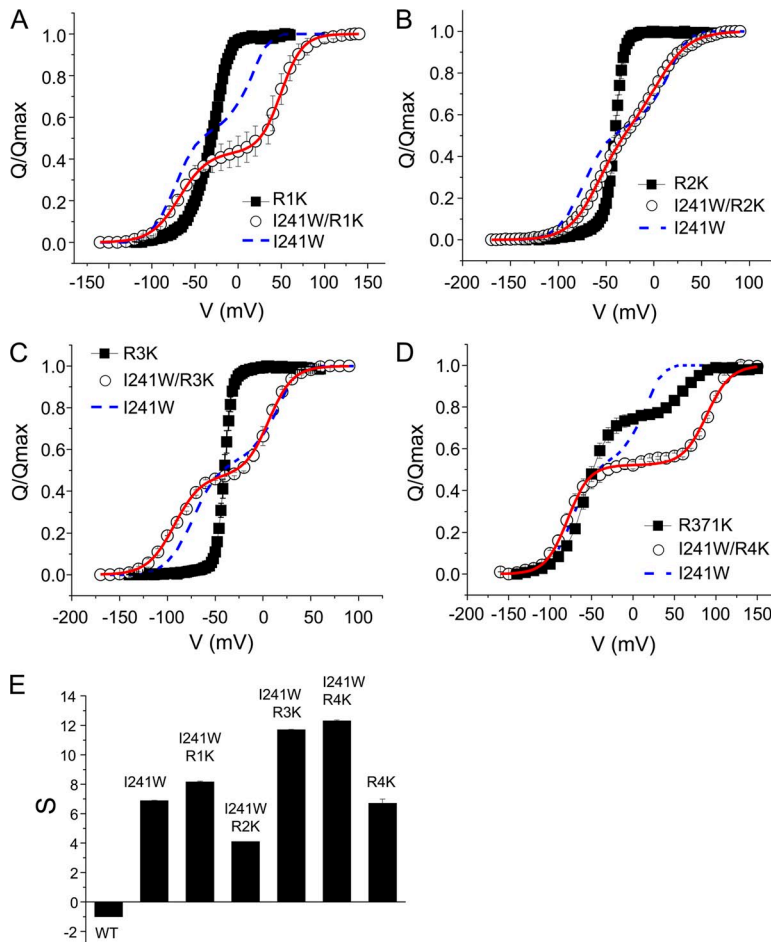 A
1.0
0.8
0.6
0.4
0.2
0.0
Q/Qmax
R1K
I241W/R1K
I241W
-150 -100 -50 0 50 100 150
V (mV)
B
1.0
0.8
0.6
0.4
0.2
0.0
Q/Qmax
R2K
I241W/R2K
I241W
-200 -150 -100 -50 0 50 100
V (mV)
C
1.0
0.8
0.6
0.4
0.2
0.0
Q/Qmax
R3K
I241W/R3K
I241W
-200 -150 -100 -50 0 50 100
V (mV)
D
1.0
0.8
0.6
0.4
0.2
0.0
Q/Qmax
R371K
I241W/R4K
I241W
-200 -150 -100 -50 0 50 100 150
V (mV)
E
14
12
10
8
6
4
2
0
-2
S
WT
I241W
I241W
R1K
I241W
R2K
I241W
R3K
I241W
R4K
R4K